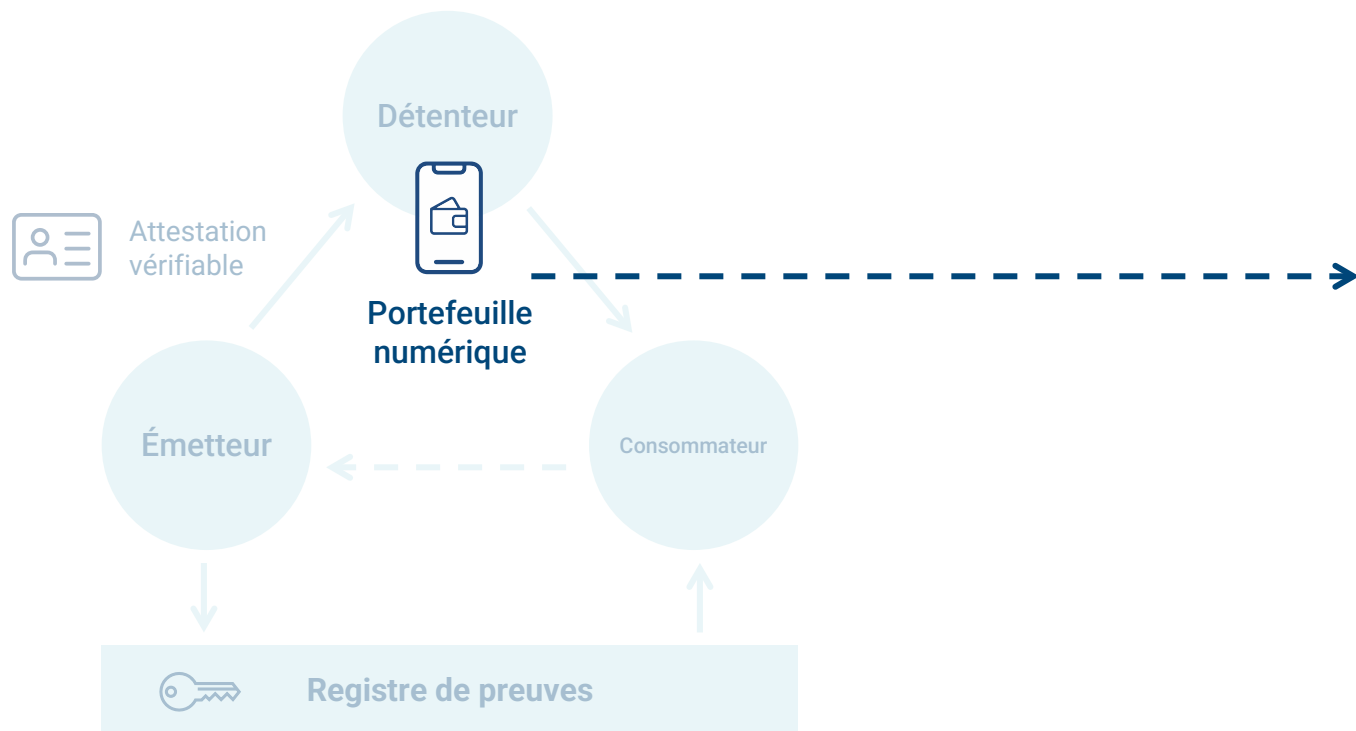 Détenteur
Attestation
vérifiable
Portefeuille
numérique
Émetteur
Consommateur
Registre de preuves